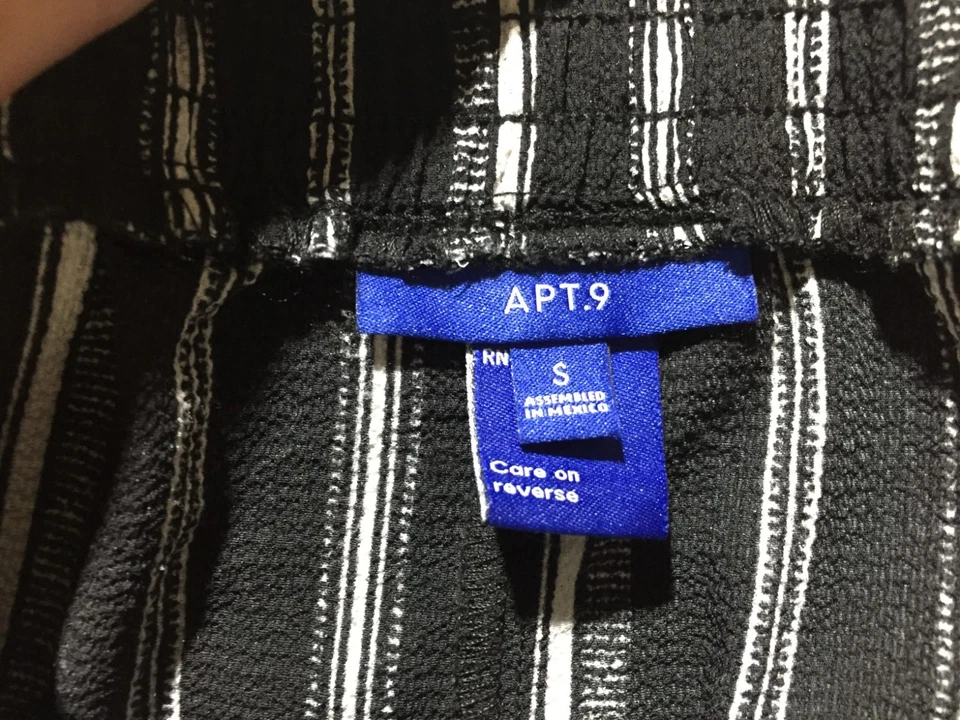 APT.9
RN
S
ASSEMBLED
IN MEXICO
Care on
reverse